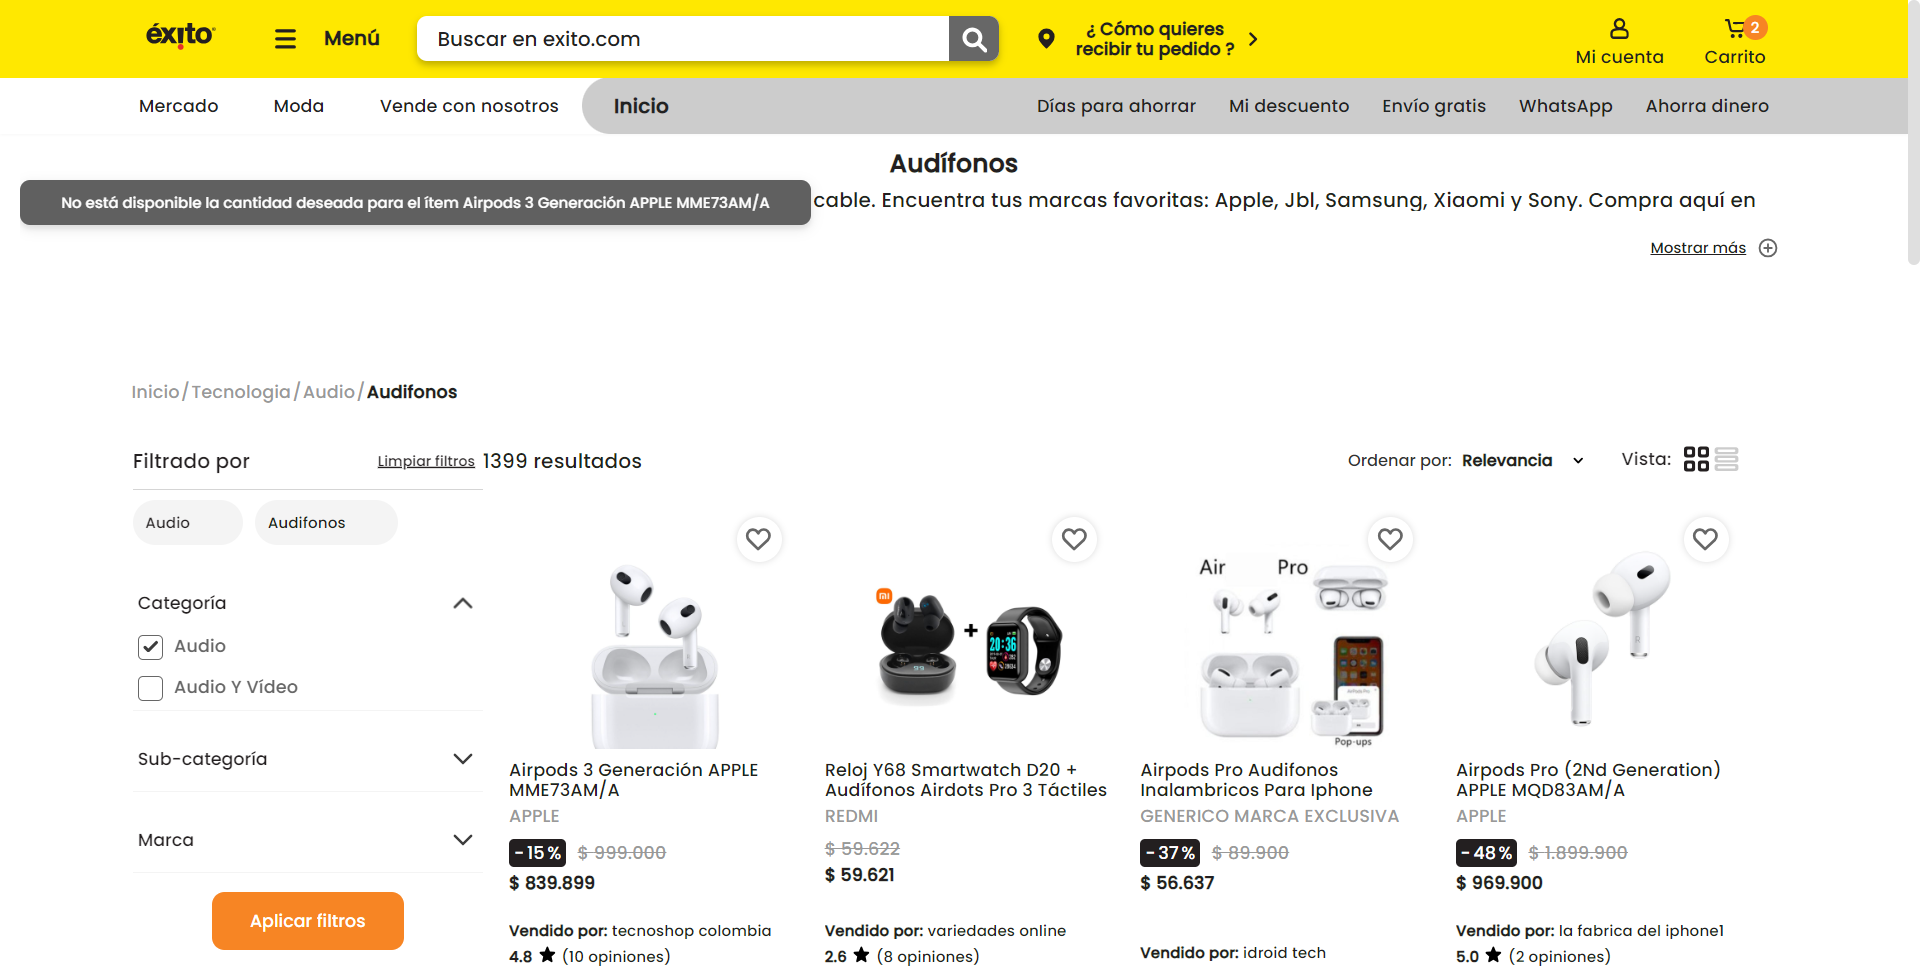 éxito
Menú
Buscar en exito.com
¿ Cómo quieres
recibir tu pedido ?
Mi cuenta
2
Carrito
Mercado
Moda
Vende con nosotros
Inicio
Días para ahorrar
Mi descuento
Envío gratis
WhatsApp
Ahorra dinero
Audífonos
No está disponible la cantidad deseada para el ítem Airpods 3 Generación APPLE MME73AM/A
cable. Encuentra tus marcas favoritas: Apple, Jbl, Samsung, Xiaomi y Sony. Compra aquí en
Mostrar más
Inicio/Tecnologia/Audio/Audifonos
Filtrado por
Limpiar filtros
1399 resultados
Ordenar por: Relevancia
Vista:
Audio
Audifonos
Categoría
Audio
Audio Y Vídeo
Sub-categoría
Marca
Aplicar filtros
Airpods 3 Generación APPLE
MME73AM/A
APPLE
-15% $ 999.000
$ 839.899
Vendido por: tecnoshop colombia
4.8 (10 opiniones)
mi
+
20:36
99
Reloj Y68 Smartwatch D20 +
Audífonos Airdots Pro 3 Táctiles
REDMI
$ 59.622
$ 59.621
Vendido por: variedades online
2.6 (8 opiniones)
Air Pro
Pop-ups
Airpods Pro Audifonos
Inalambricos Para Iphone
GENERICO MARCA EXCLUSIVA
-37% $ 89.900
$ 56.637
Vendido por: idroid tech
Airpods Pro (2Nd Generation)
APPLE MQD83AM/A
APPLE
-48% $ 1.899.900
$ 969.900
Vendido por: la fabrica del iphone1
5.0 (2 opiniones)